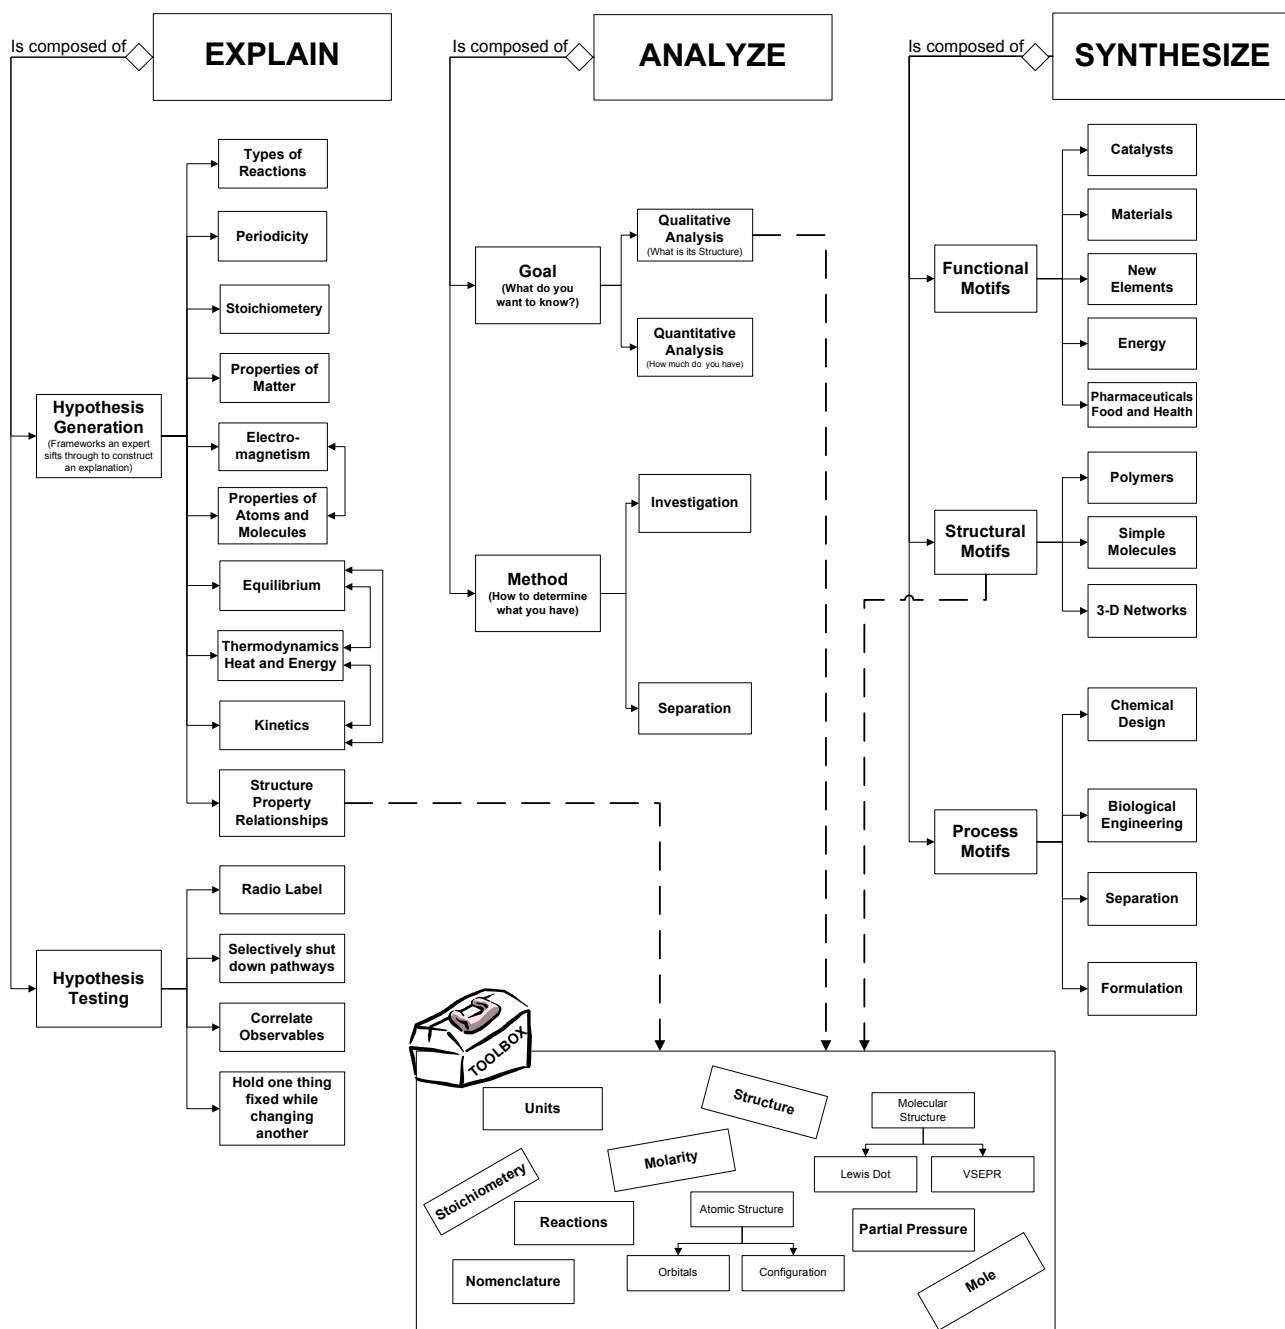 Is composed of
EXPLAIN
Types of
Reactions
Periodicity
Stoichiometery
Properties of
Matter
Hypothesis
Generation
(Frameworks an expert
sifts through to construct
an explanation)
Electro-
magnetism
Properties of
Atoms and
Molecules
Equilibrium
Thermodynamics
Heat and Energy
Kinetics
Structure
Property
Relationships
Hypothesis
Testing
Radio Label
Selectively shut
down pathways
Correlate
Observables
Hold one thing
fixed while
changing
another
Is composed of
ANALYZE
Goal
(What do you
want to know?)
Qualitative
Analysis
(What is its Structure)
Quantitative
Analysis
(How much do you have)
Method
(How to determine
what you have)
Investigation
Separation
Is composed of
SYNTHESIZE
Functional
Motifs
Catalysts
Materials
New
Elements
Energy
Pharmaceuticals
Food and Health
Structural
Motifs
Polymers
Simple
Molecules
3-D Networks
Process
Motifs
Chemical
Design
Biological
Engineering
Separation
Formulation
TOOLBOX
Units
Structure
Molecular
Structure
Lewis Dot
VSEPR
Molarity
Stoichiometery
Reactions
Atomic Structure
Orbitals
Configuration
Partial Pressure
Nomenclature
Mole